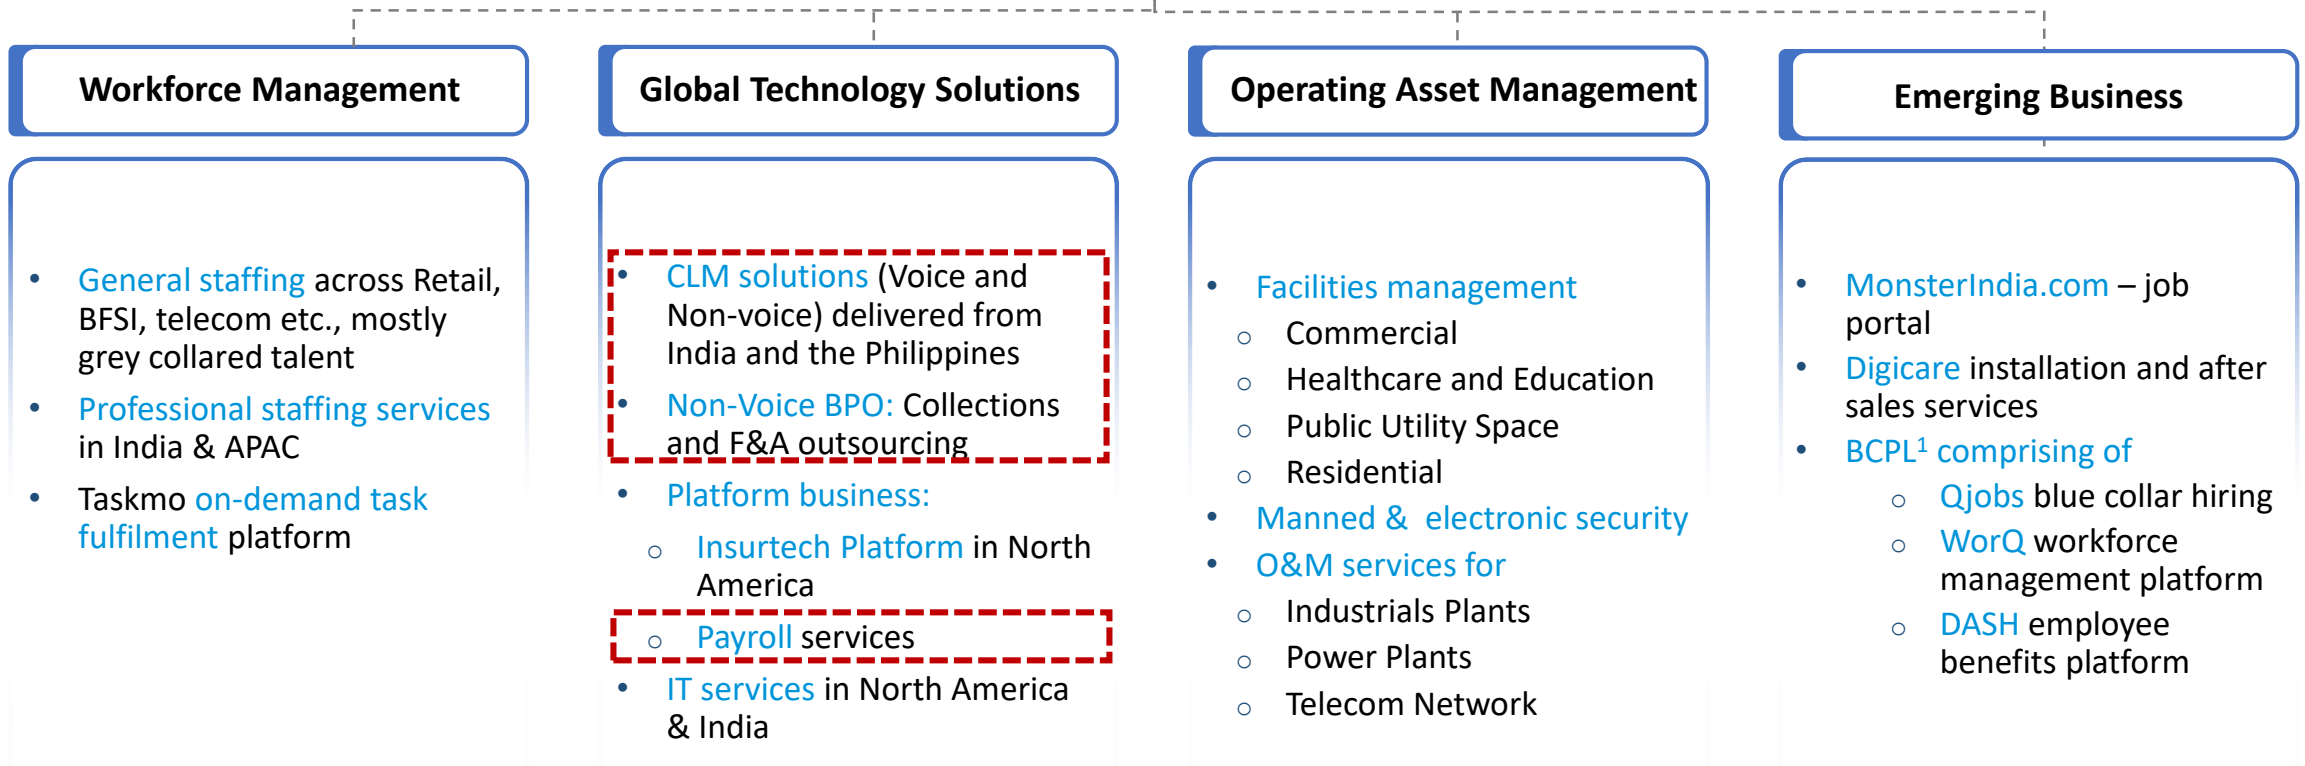 Workforce Management
• General staffing across Retail,
BFSI, telecom etc., mostly
grey collared talent
• Professional staffing services
in India & APAC
• Taskmo on-demand task
fulfilment platform
Global Technology Solutions
• CLM solutions (Voice and
Non-voice) delivered from
India and the Philippines
• Non-Voice BPO: Collections
and F&A outsourcing
• Platform business:
o Insurtech Platform in North
America
o Payroll services
• IT services in North America
& India
Operating Asset Management
• Facilities management
o Commercial
o Healthcare and Education
o Public Utility Space
o Residential
• Manned & electronic security
• O&M services for
o Industrials Plants
o Power Plants
o Telecom Network
Emerging Business
• MonsterIndia.com – job
portal
• Digicare installation and after
sales services
• BCPL¹ comprising of
o Qjobs blue collar hiring
o WorQ workforce
management platform
o DASH employee
benefits platform